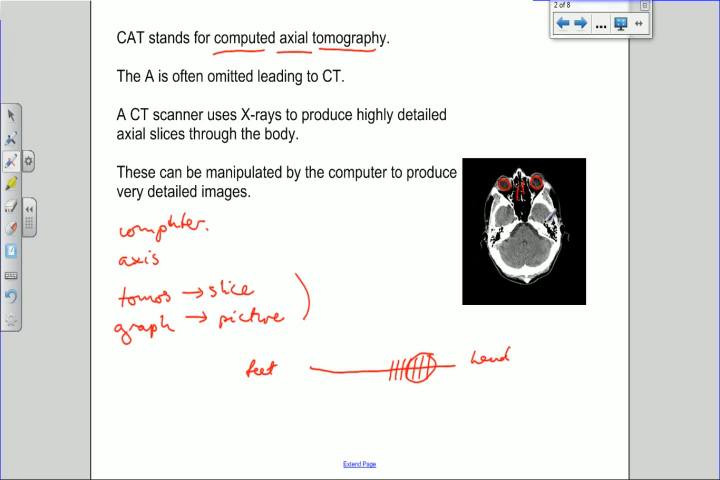 2 of 8
CAT stands for computed axial tomography.
The A is often omitted leading to CT.
A CT scanner uses X-rays to produce highly detailed
axial slices through the body.
These can be manipulated by the computer to produce
very detailed images.
computer.
axis
tomos → slice
graph → picture
feet
head
Extend Page